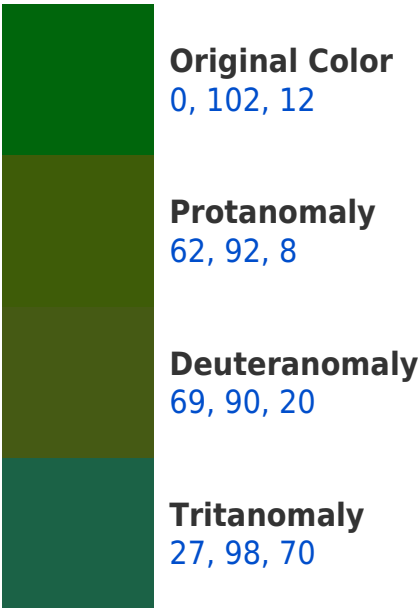 Original Color
0, 102, 12
Protanomaly
62, 92, 8
Deuteranomaly
69, 90, 20
Tritanomaly
27, 98, 70